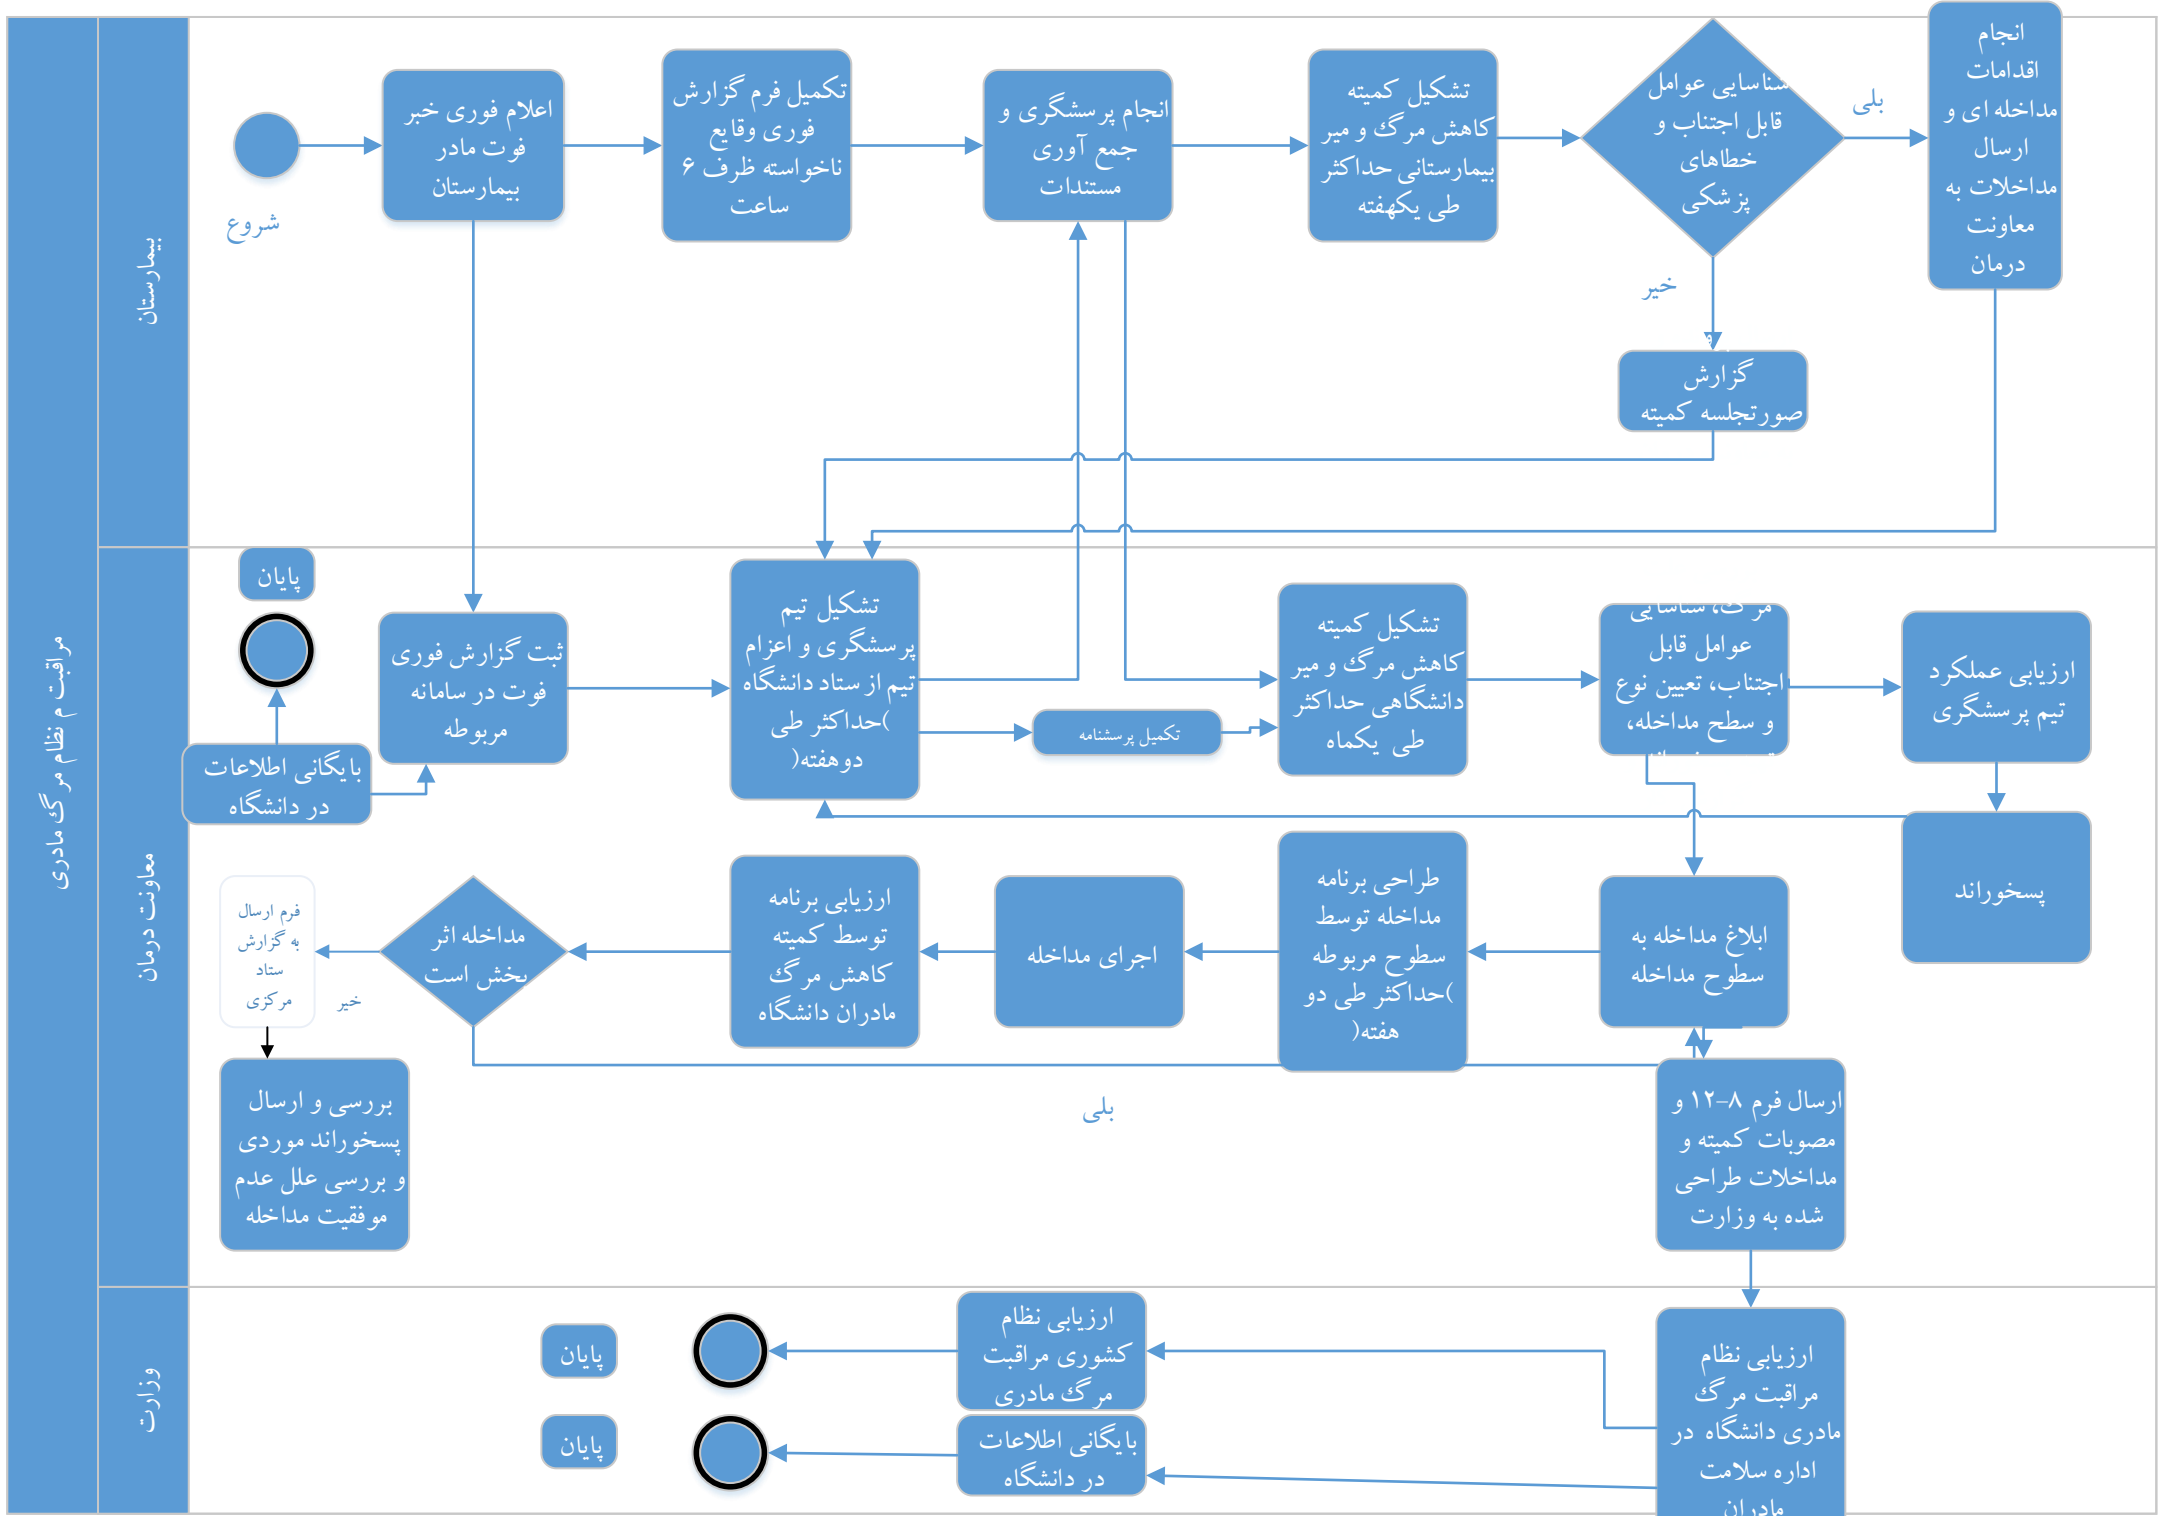 مراقبت م نظام مرگ مادری
بیمارستان
شروع
اعلام فوری خبر
فوت مادر
بیمارستان
تکمیل فرم گزارش
فوری وقایع
ناخواسته ظرف ۶
ساعت
انجام پرسشگری و
جمع آوری
مستندات
تشکیل کمیته
کاهش مرگ و میر
بیمارستانی حداکثر
طی یکهفته
شناسایی عوامل
قابل اجتناب و
خطاهای
پزشکی
بلی
خیر
انجام
اقدامات
مداخله ای و
ارسال
مداخلات به
معاونت
درمان
گزارش
صورتجلسه کمیته
معاونت درمان
پایان
بایگانی اطلاعات
در دانشگاه
ثبت گزارش فوری
فوت در سامانه
مربوطه
تشکیل تیم
پرسشگری و اعزام
تیم از ستاد دانشگاه
)حداکثر طی
دوهفته(
تکمیل پرسشنامه
تشکیل کمیته
کاهش مرگ و میر
دانشگاهی حداکثر
طی یکماه
مرگ، شناسایی
عوامل قابل
اجتناب، تعیین نوع
و سطح مداخله،
ارزیابی عملکرد
تیم پرسشگری
پسخوراند
ابلاغ مداخله به
سطوح مداخله
طراحی برنامه
مداخله توسط
سطوح مربوطه
)حداکثر طی دو
هفته(
اجرای مداخله
ارزیابی برنامه
توسط کمیته
کاهش مرگ
مادران دانشگاه
مداخله اثر
بخش است
خیر
بلی
فرم ارسال
به گزارش
ستاد
مرکزی
بررسی و ارسال
پسخوراند موردی
و بررسی علل عدم
موفقیت مداخله
ارسال فرم ۸-۱۲ و
مصوبات کمیته و
مداخلات طراحی
شده به وزارت
وزارت
ارزیابی نظام
مراقبت مرگ
مادری دانشگاه در
اداره سلامت
مادران
ارزیابی نظام
کشوری مراقبت
مرگ مادری
پایان
بایگانی اطلاعات
در دانشگاه
پایان